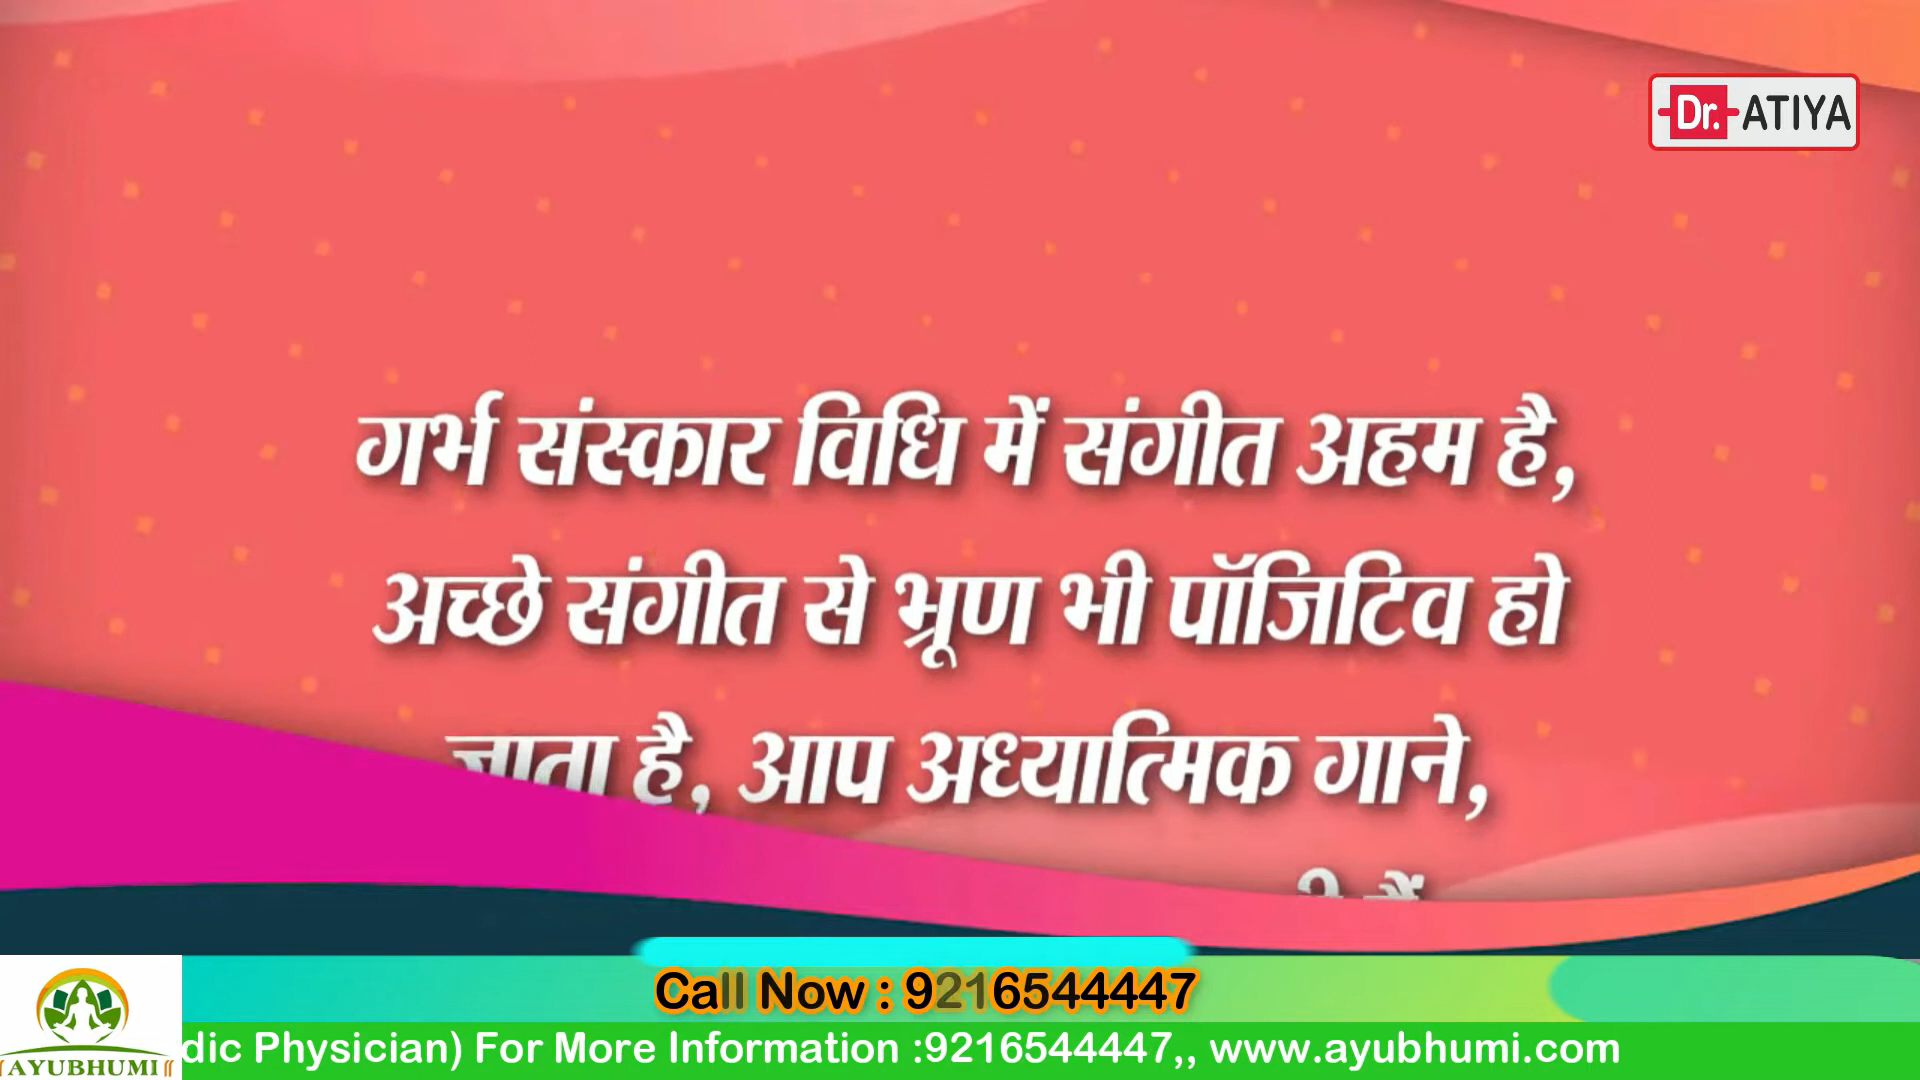 Dr. ATIYA
गर्भ संस्कार विधि में संगीत अहम है,
अच्छे संगीत से भ्रूण भी पॉजिटिव हो
जाता है, आप अध्यात्मिक गाने,
Call Now : 9216544447
dic Physician) For More Information :9216544447,, www.ayubhumi.com
AYUBHUMI